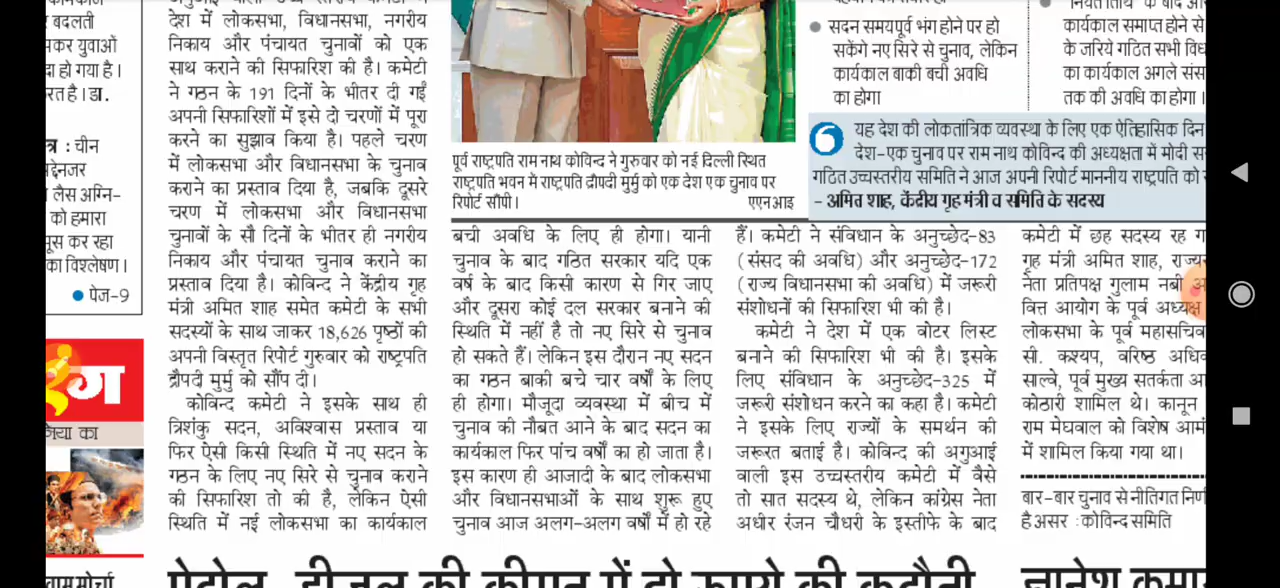 बदलती
सकर युवाओं
दा हो गया है।
रत है। डा.
त्र : चीन
द्देनजर
लैस अग्नि-
को हमारा
सूस कर रहा
का विश्लेषण।
पेज-9
ंग
निया का
वाममोर्चा
देश में लोकसभा, विधानसभा, नगरीय
निकाय और पंचायत चुनावों को एक
साथ कराने की सिफारिश की है। कमेटी
ने गठन के 191 दिनों के भीतर दी गईं
अपनी सिफारिशों में इसे दो चरणों में पूरा
करने का सुझाव किया है। पहले चरण
में लोकसभा और विधानसभा के चुनाव
कराने का प्रस्ताव दिया है, जबकि दूसरे
चरण में लोकसभा और विधानसभा
चुनावों के सौ दिनों के भीतर ही नगरीय
निकाय और पंचायत चुनाव कराने का
प्रस्ताव दिया है। कोविन्द ने केंद्रीय गृह
मंत्री अमित शाह समेत कमेटी के सभी
सदस्यों के साथ जाकर 18,626 पृष्ठों की
अपनी विस्तृत रिपोर्ट गुरुवार को राष्ट्रपति
द्रौपदी मुर्मु को सौंप दी।
कोविन्द कमेटी ने इसके साथ ही
त्रिशंकु सदन, अविश्वास प्रस्ताव या
फिर ऐसी किसी स्थिति में नए सदन के
गठन के लिए नए सिरे से चुनाव कराने
की सिफारिश तो की है, लेकिन ऐसी
स्थिति में नई लोकसभा का कार्यकाल
पूर्व राष्ट्रपति राम नाथ कोविन्द ने गुरुवार को नई दिल्ली स्थित
राष्ट्रपति भवन में राष्ट्रपति द्रौपदी मुर्मु को एक देश एक चुनाव पर
रिपोर्ट सौंपी। एएनआइ
बची अवधि के लिए ही होगा। यानी
चुनाव के बाद गठित सरकार यदि एक
वर्ष के बाद किसी कारण से गिर जाए
और दूसरा कोई दल सरकार बनाने की
स्थिति में नहीं है तो नए सिरे से चुनाव
हो सकते हैं। लेकिन इस दौरान नए सदन
का गठन बाकी बचे चार वर्षों के लिए
ही होगा। मौजूदा व्यवस्था में बीच में
चुनाव की नौबत आने के बाद सदन का
कार्यकाल फिर पांच वर्षों का हो जाता है।
इस कारण ही आजादी के बाद लोकसभा
और विधानसभाओं के साथ शुरू हुए
चुनाव आज अलग-अलग वर्षों में हो रहे
सदन समयपूर्व भंग होने पर हो
सकेंगे नए सिरे से चुनाव, लेकिन
कार्यकाल बाकी बची अवधि
का होगा
कार्यकाल समाप्त होने से
के जरिये गठित सभी विध
का कार्यकाल अगले संस
तक की अवधि का होगा।
यह देश की लोकतांत्रिक व्यवस्था के लिए एक ऐतिहासिक दिन
देश-एक चुनाव पर राम नाथ कोविन्द की अध्यक्षता में मोदी स
गठित उच्चस्तरीय समिति ने आज अपनी रिपोर्ट माननीय राष्ट्रपति को
- अमित शाह, केंद्रीय गृह मंत्री व समिति के सदस्य
हैं। कमेटी ने संविधान के अनुच्छेद-83
(संसद की अवधि) और अनुच्छेद-172
(राज्य विधानसभा की अवधि) में जरूरी
संशोधनों की सिफारिश भी की है।
कमेटी ने देश में एक वोटर लिस्ट
बनाने की सिफारिश भी की है। इसके
लिए संविधान के अनुच्छेद-325 में
जरूरी संशोधन करने का कहा है। कमेटी
ने इसके लिए राज्यों के समर्थन की
जरूरत बताई है। कोविन्द की अगुआई
वाली इस उच्चस्तरीय कमेटी में वैसे
तो सात सदस्य थे, लेकिन कांग्रेस नेता
अधीर रंजन चौधरी के इस्तीफे के बाद
कमेटी में छह सदस्य रह ग
गृह मंत्री अमित शाह, राज्य
नेता प्रतिपक्ष गुलाम नबी
वित्त आयोग के पूर्व अध्यक्ष
लोकसभा के पूर्व महासचिव
सी. कश्यप, वरिष्ठ अधिव
साल्वे, पूर्व मुख्य सतर्कता आ
कोठारी शामिल थे। कानून
राम मेघवाल को विशेष आमं
में शामिल किया गया था।
बार-बार चुनाव से नीतिगत निर्ण
है असर : कोविन्द समिति
पेट्रोल, डीजल की कीमत में दो रुपये की कटौती
ज्ञानेश कुमा